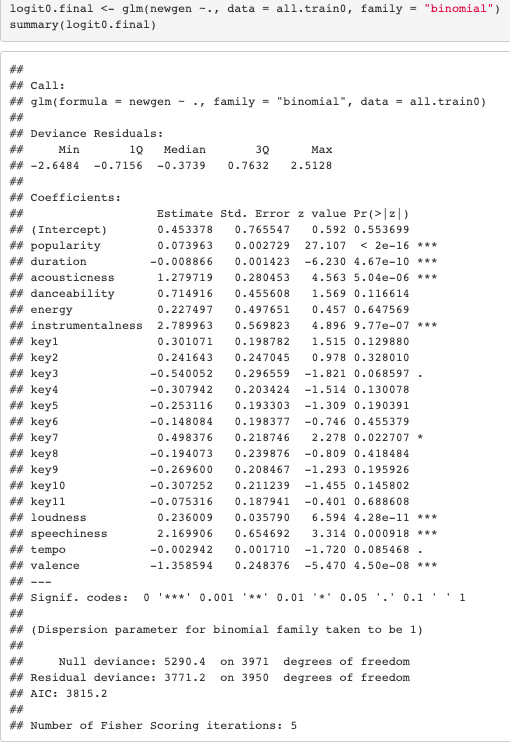 logit0.final <- glm(newgen ~., data = all.train0, family = "binomial")
summary(logit0.final)
##
## Call:
## glm(formula = newgen ~ ., family = "binomial", data = all.train0)
##
## Deviance Residuals:
##     Min       1Q   Median       3Q      Max
## -2.6484  -0.7156  -0.3739   0.7632   2.5128
##
## Coefficients:
##                   Estimate Std. Error z value Pr(>|z|)
## (Intercept)       0.453378   0.765547   0.592 0.553699
## popularity        0.073963   0.002729  27.107  < 2e-16 ***
## duration         -0.008866   0.001423  -6.230 4.67e-10 ***
## acousticness      1.279719   0.280453   4.563 5.04e-06 ***
## danceability      0.714916   0.455608   1.569 0.116614
## energy            0.227497   0.497651   0.457 0.647569
## instrumentalness  2.789963   0.569823   4.896 9.77e-07 ***
## key1              0.301071   0.198782   1.515 0.129880
## key2              0.241643   0.247045   0.978 0.328010
## key3             -0.540052   0.296559  -1.821 0.068597 .
## key4             -0.307942   0.203424  -1.514 0.130078
## key5             -0.253116   0.193303  -1.309 0.190391
## key6             -0.148084   0.198377  -0.746 0.455379
## key7              0.498376   0.218746   2.278 0.022707 *
## key8             -0.194073   0.239876  -0.809 0.418484
## key9             -0.269600   0.208467  -1.293 0.195926
## key10            -0.307252   0.211239  -1.455 0.145802
## key11            -0.075316   0.187941  -0.401 0.688608
## loudness          0.236009   0.035790   6.594 4.28e-11 ***
## speechiness       2.169906   0.654692   3.314 0.000918 ***
## tempo            -0.002942   0.001710  -1.720 0.085468 .
## valence          -1.358594   0.248376  -5.470 4.50e-08 ***
## ---
## Signif. codes:  0 '***' 0.001 '**' 0.01 '*' 0.05 '.' 0.1 ' ' 1
##
## (Dispersion parameter for binomial family taken to be 1)
##
##     Null deviance: 5290.4  on 3971  degrees of freedom
## Residual deviance: 3771.2  on 3950  degrees of freedom
## AIC: 3815.2
##
## Number of Fisher Scoring iterations: 5